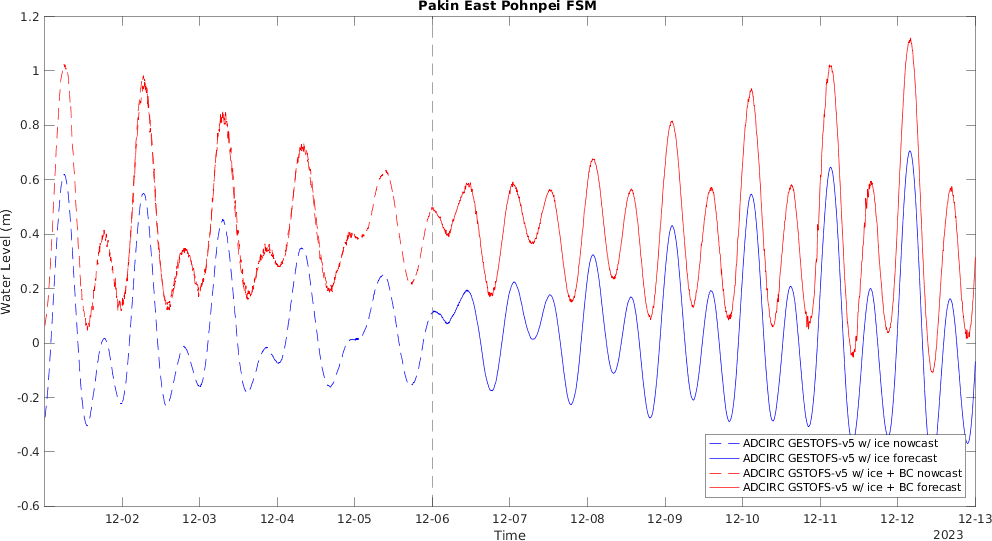 Pakin East Pohnpei FSM
1.2
1
0.8
0.6
0.4
0.2
0
-0.2
-0.4
-0.6
Water Level (m)
ADCIRC GESTOFS-v5 w/ ice nowcast
ADCIRC GESTOFS-v5 w/ ice forecast
ADCIRC GSTOFS-v5 w/ ice + BC nowcast
ADCIRC GSTOFS-v5 w/ ice + BC forecast
12-02 12-03 12-04 12-05 12-06 12-07 12-08 12-09 12-10 12-11 12-12 12-13
Time
2023